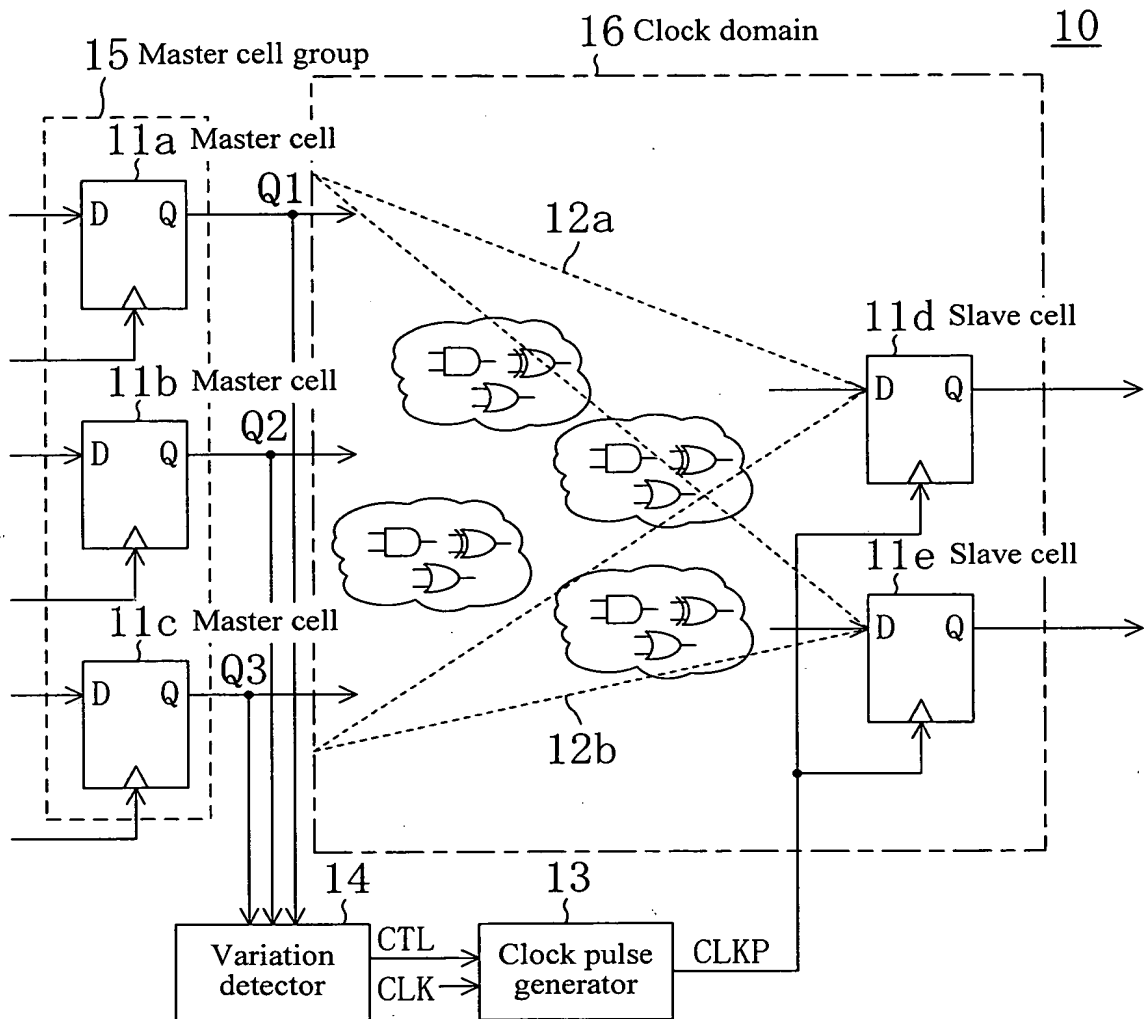 10
16 Clock domain
15 Master cell group
11a Master cell
D Q
Q1
12a
11d Slave cell
D Q
11b Master cell
D Q
Q2
11e Slave cell
D Q
11c Master cell
D Q
Q3
12b
14
13
Variation
detector
CTL
CLK
Clock pulse
generator
CLKP